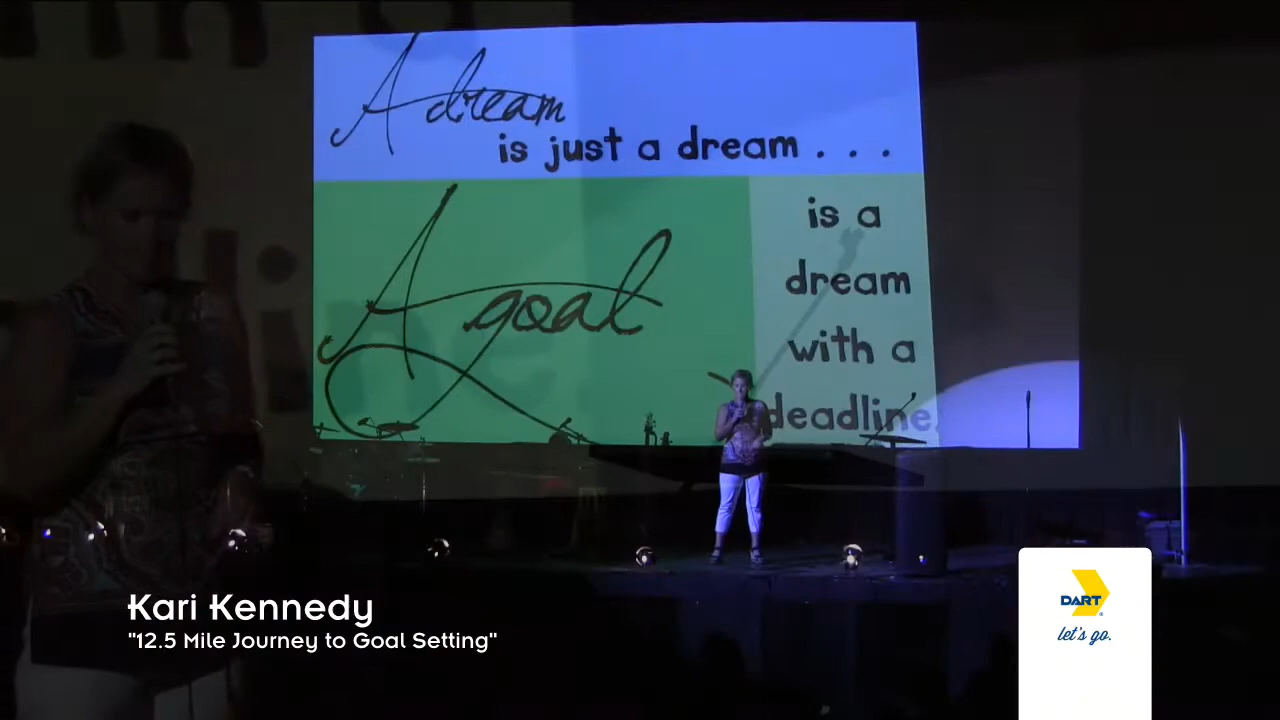 A dream
is just a dream . . .
A goal
is a
dream
with a
deadline.
Kari Kennedy
"12.5 Mile Journey to Goal Setting"
DART
let's go.